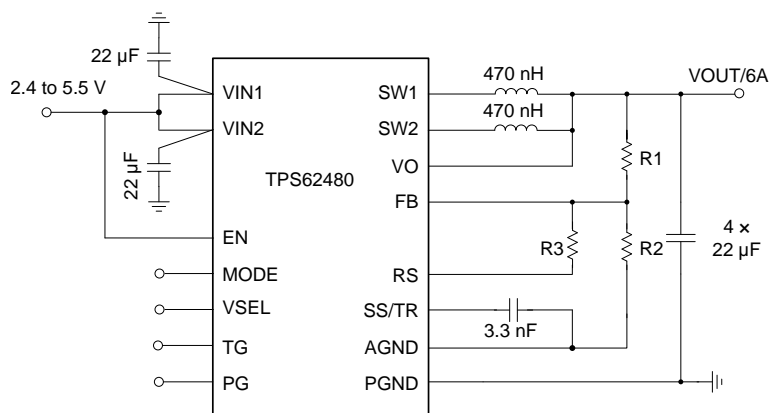 22 µF
2.4 to 5.5 V
22 µF
VIN1
VIN2
EN
MODE
VSEL
TG
PG
TPS62480
SW1
SW2
VO
FB
RS
SS/TR
AGND
PGND
470 nH
470 nH
VOUT/6A
R1
R3
R2
4 ×
22 µF
3.3 nF